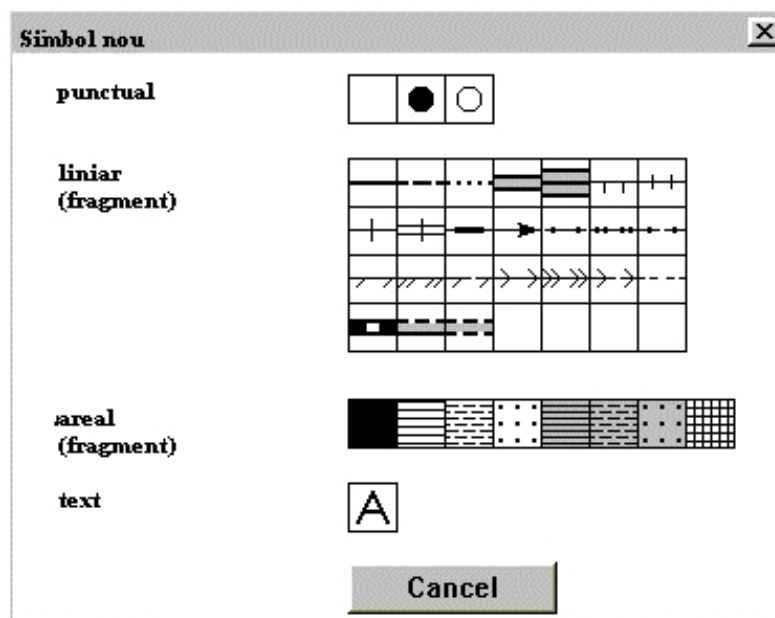 Simbol nou
punctual
liniar
(fragment)
areal
(fragment)
text
A
Cancel